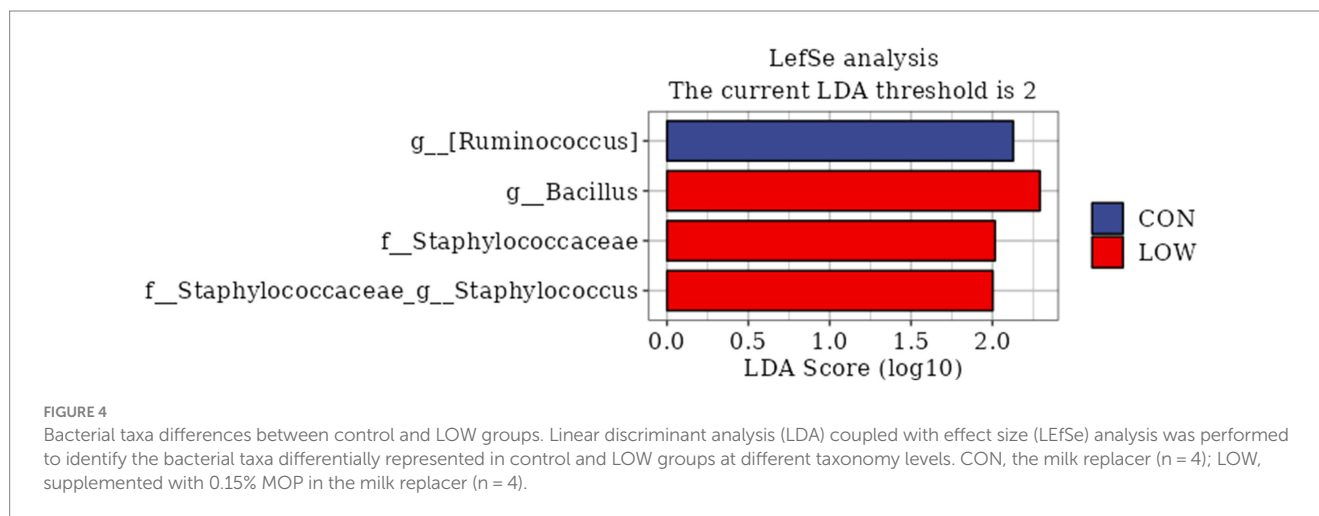 LefSe analysis
The current LDA threshold is 2
g__[Ruminococcus]
g__Bacillus
f__Staphylococcaceae
f__Staphylococcaceae_g__Staphylococcus
0.0 0.5 1.0 1.5 2.0
LDA Score (log10)
CON
LOW
FIGURE 4
Bacterial taxa differences between control and LOW groups. Linear discriminant analysis (LDA) coupled with effect size (LEfSe) analysis was performed
to identify the bacterial taxa differentially represented in control and LOW groups at different taxonomy levels. CON, the milk replacer (n = 4); LOW,
supplemented with 0.15% MOP in the milk replacer (n = 4).